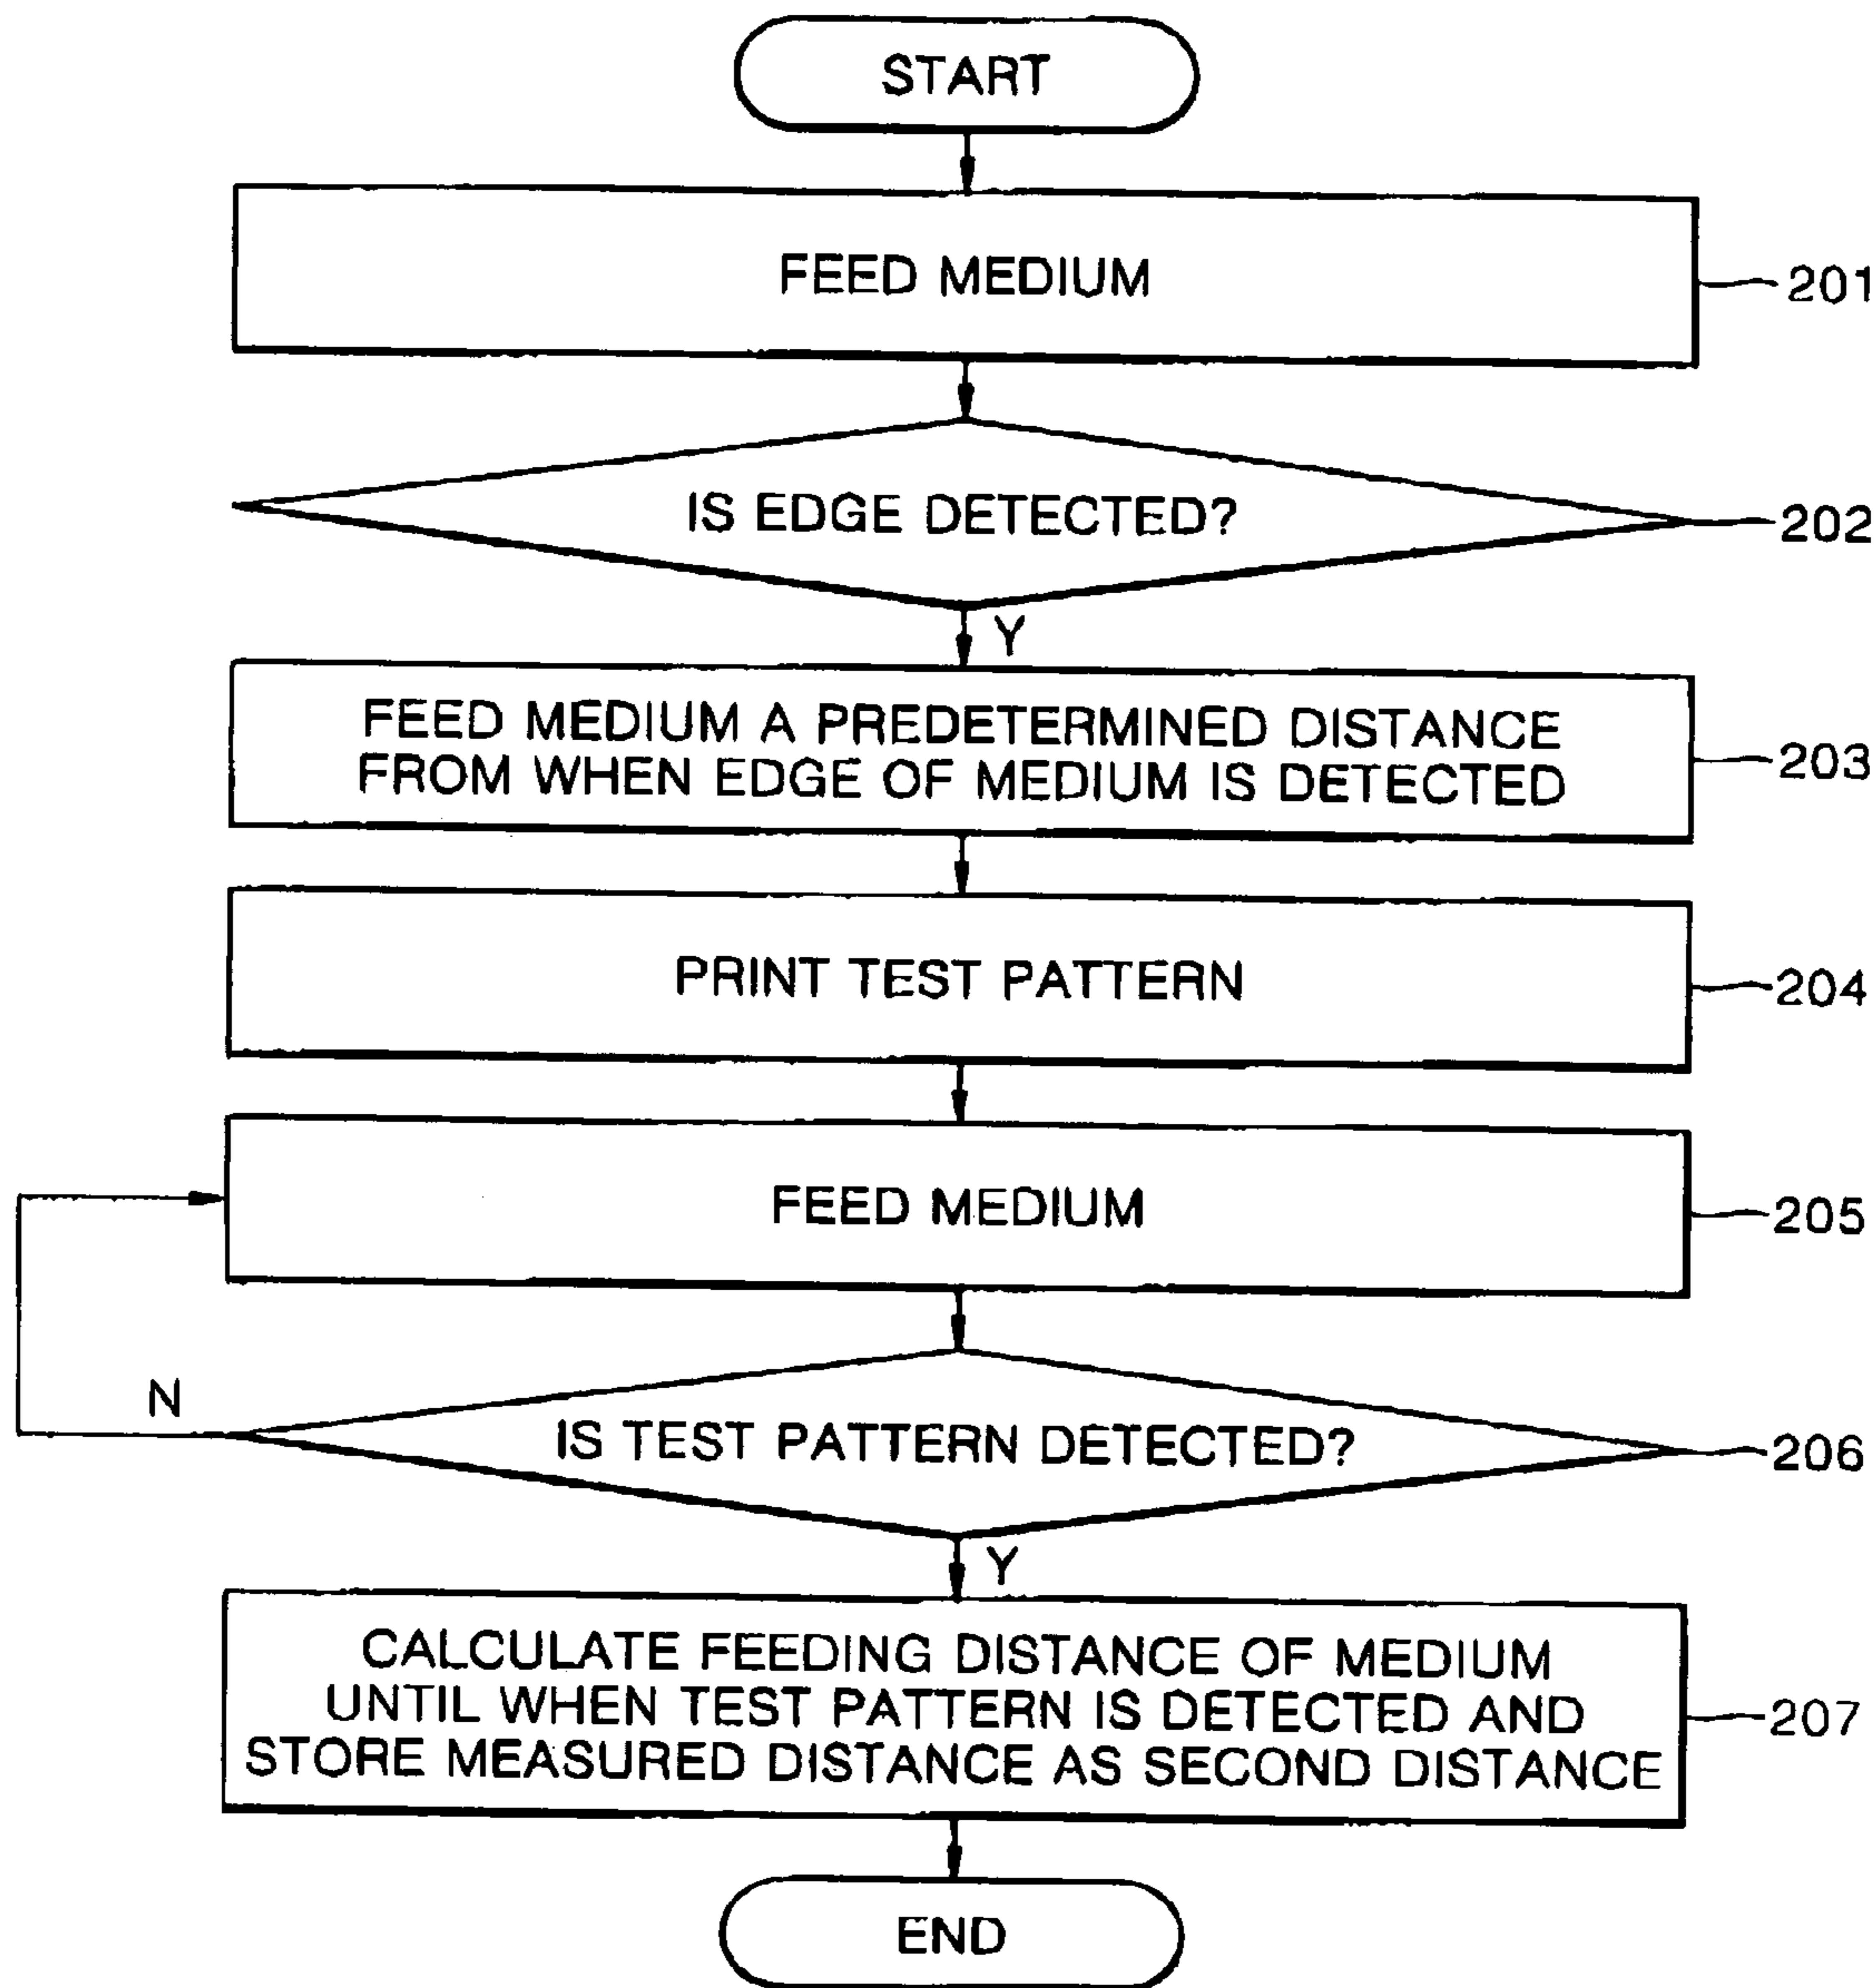 START
FEED MEDIUM
201
IS EDGE DETECTED?
202
Y
FEED MEDIUM A PREDETERMINED DISTANCE
FROM WHEN EDGE OF MEDIUM IS DETECTED
203
PRINT TEST PATTERN
204
FEED MEDIUM
205
N
IS TEST PATTERN DETECTED?
206
Y
CALCULATE FEEDING DISTANCE OF MEDIUM
UNTIL WHEN TEST PATTERN IS DETECTED AND
STORE MEASURED DISTANCE AS SECOND DISTANCE
207
END